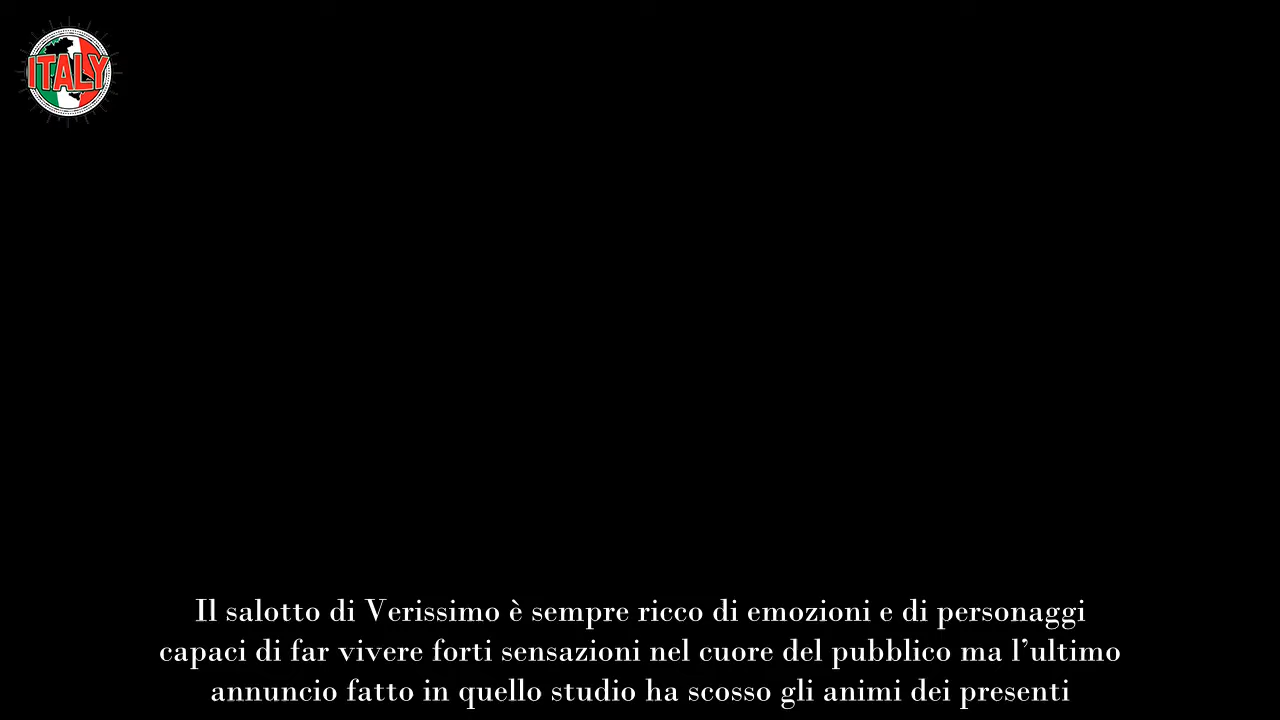 ITALY
Il salotto di Verissimo è sempre ricco di emozioni e di personaggi
capaci di far vivere forti sensazioni nel cuore del pubblico ma l’ultimo
annuncio fatto in quello studio ha scosso gli animi dei presenti